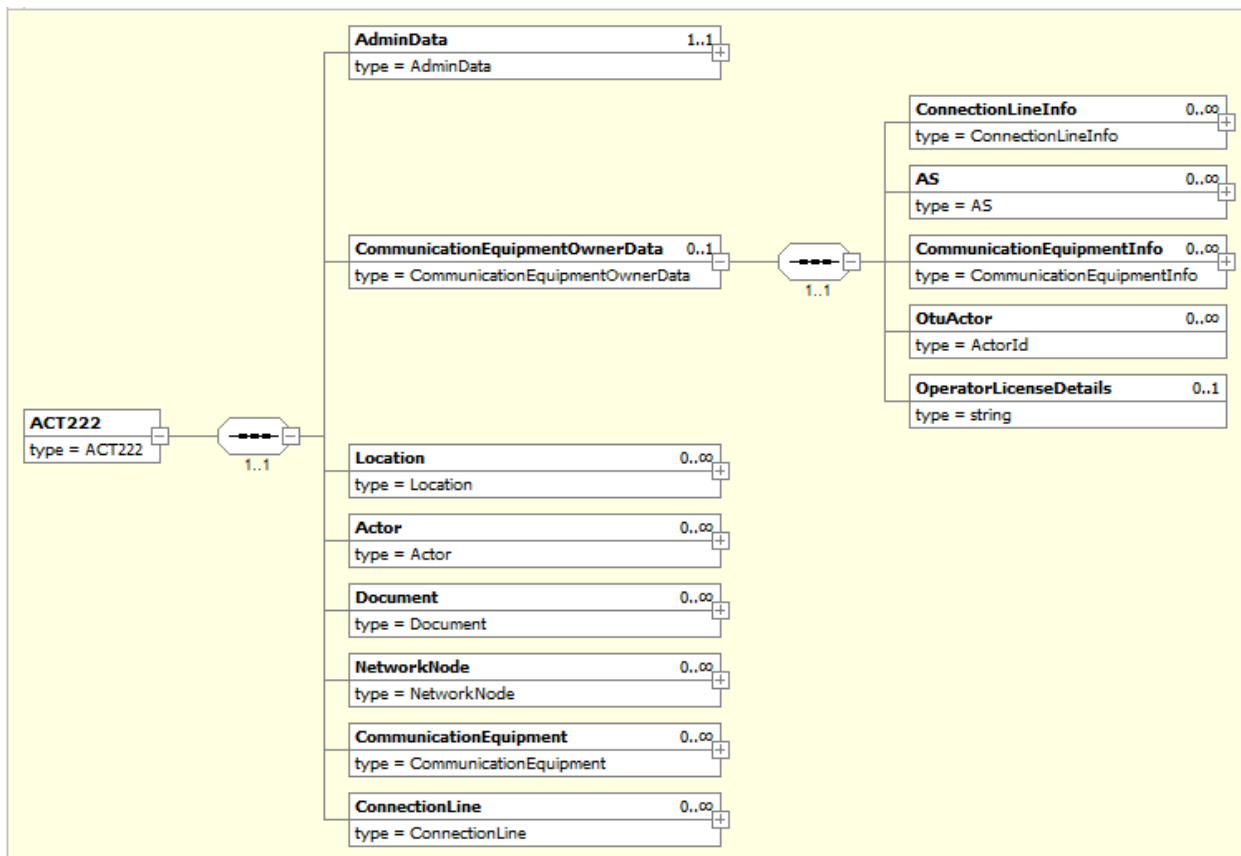 AdminData 1..1
type = AdminData
ConnectionLineInfo 0..∞
type = ConnectionLineInfo
AS 0..∞
type = AS
CommunicationEquipmentOwnerData 0..1
type = CommunicationEquipmentOwnerData
1..1
CommunicationEquipmentInfo 0..∞
type = CommunicationEquipmentInfo
OtuActor 0..∞
type = ActorId
OperatorLicenseDetails 0..1
type = string
ACT222
type = ACT222
1..1
Location 0..∞
type = Location
Actor 0..∞
type = Actor
Document 0..∞
type = Document
NetworkNode 0..∞
type = NetworkNode
CommunicationEquipment 0..∞
type = CommunicationEquipment
ConnectionLine 0..∞
type = ConnectionLine